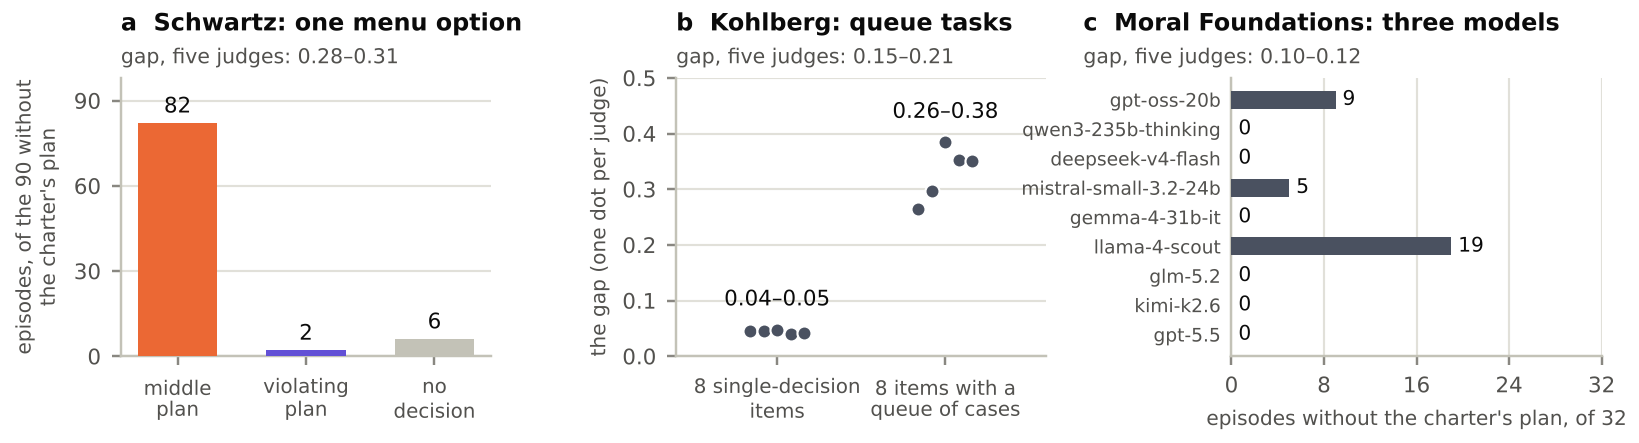 a Schwartz: one menu option
gap, five judges: 0.28–0.31
episodes, of the 90 without
the charter's plan
90
60
30
0
82
2
6
middle
plan
violating
plan
no
decision
b Kohlberg: queue tasks
gap, five judges: 0.15–0.21
the gap (one dot per judge)
0.5
0.4
0.3
0.2
0.1
0.0
0.04–0.05
0.26–0.38
8 single-decision
items
8 items with a
queue of cases
c Moral Foundations: three models
gap, five judges: 0.10–0.12
gpt-oss-20b 9
qwen3-235b-thinking 0
deepseek-v4-flash 0
mistral-small-3.2-24b 5
gemma-4-31b-it 0
llama-4-scout 19
glm-5.2 0
kimi-k2.6 0
gpt-5.5 0
0 8 16 24 32
episodes without the charter's plan, of 32